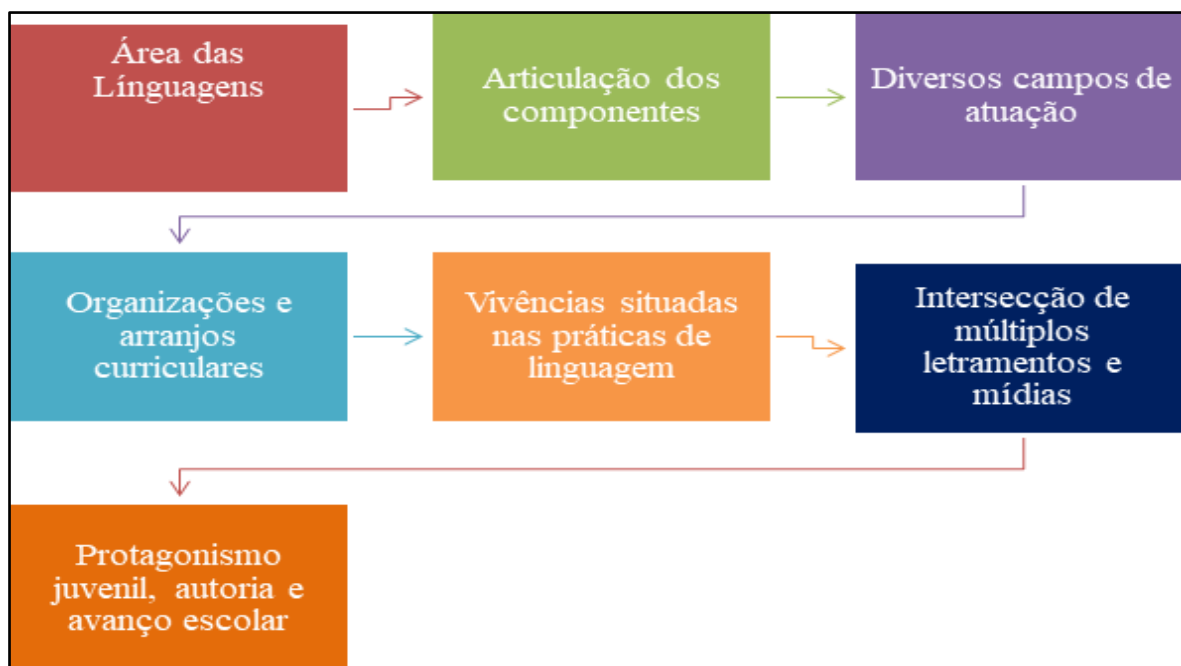 Área das
Línguagens
Articulação dos
componentes
Diversos campos de
atuação
Organizações e
arranjos
curriculares
Vivências situadas
nas práticas de
linguagem
Intersecção de
múltiplos
letramentos e
mídias
Protagonismo
juvenil, autoria e
avanço escolar